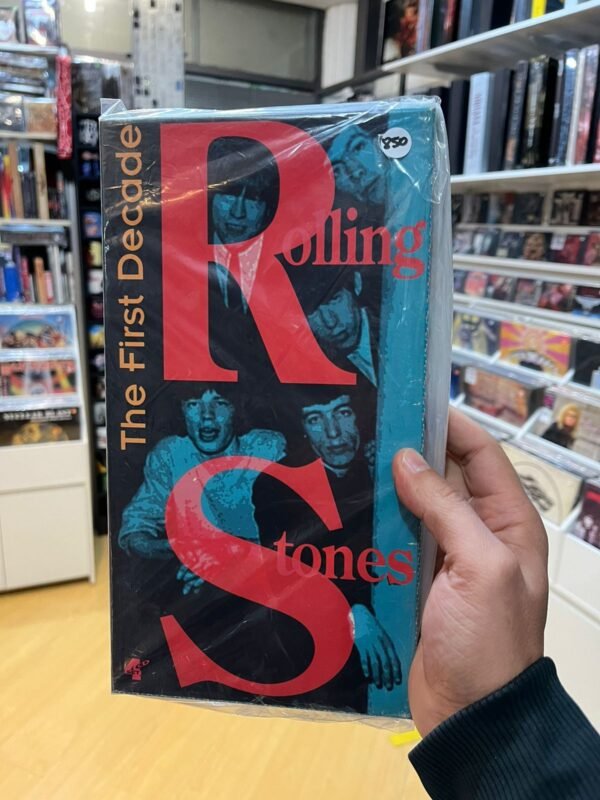 The First Decade
850
Rolling
Stones